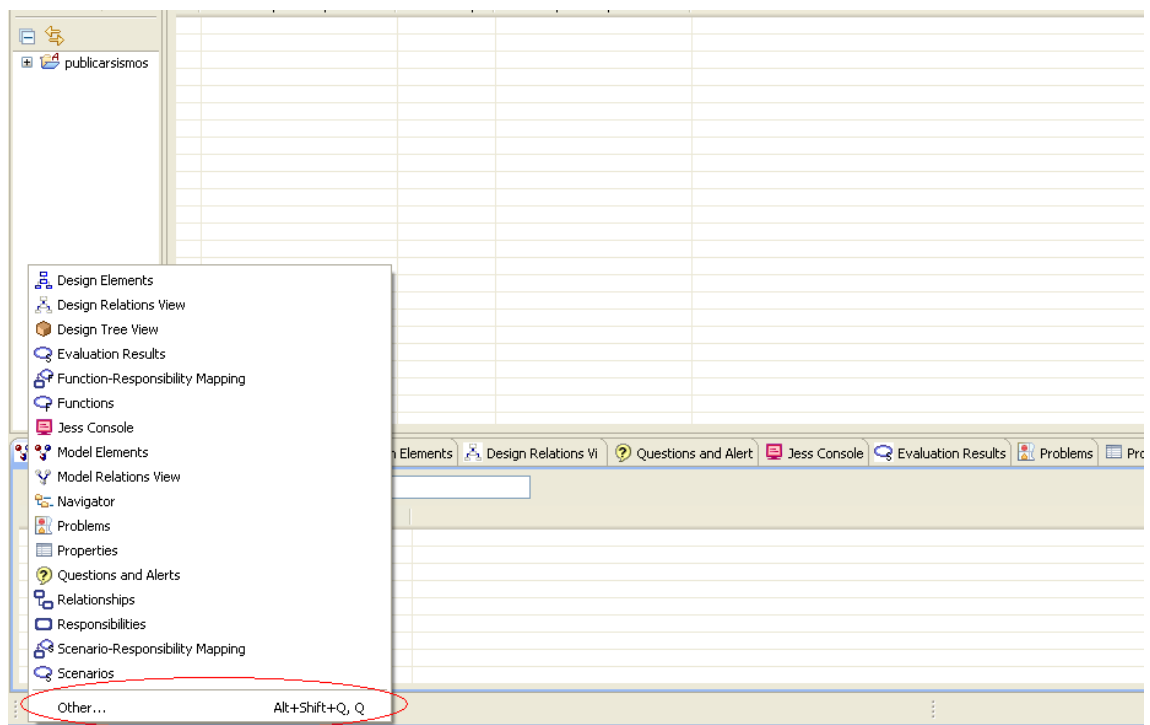 publicarsismos
Design Elements
Design Relations View
Design Tree View
Evaluation Results
Function-Responsibility Mapping
Functions
Jess Console
Model Elements
Model Relations View
Navigator
Problems
Properties
Questions and Alerts
Relationships
Responsibilities
Scenario-Responsibility Mapping
Scenarios
Other... Alt+Shift+Q, Q
Elements Design Relations Vi Questions and Alert Jess Console Evaluation Results Problems Pro